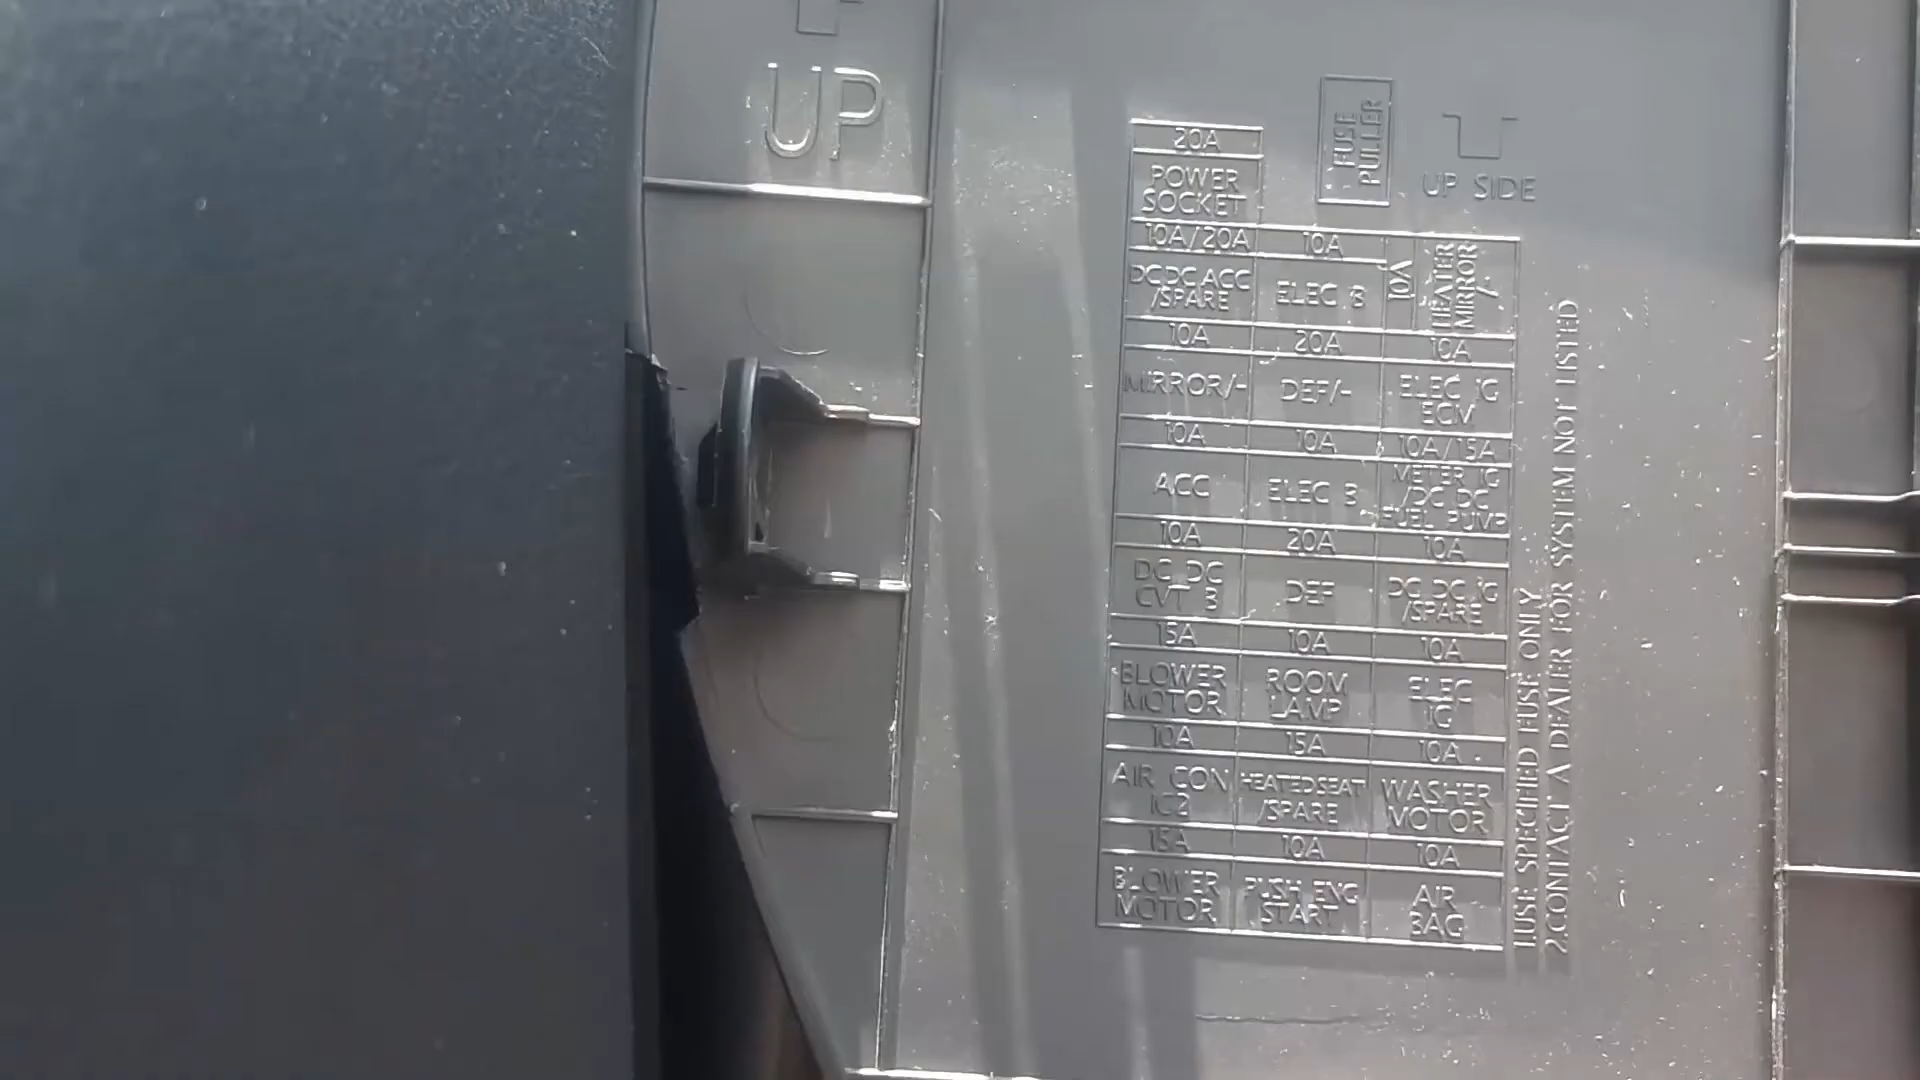 UP
FUSE
PULLER
UP SIDE
20A
POWER
SOCKET
10A/20A 10A 10A
DC DC ACC
/SPARE
ELEC B
HEATER
MIRROR
/-
10A 20A 10A
MIRROR/- DEF/- ELEC IG
ECM
10A 10A 10A/15A
ACC ELEC B METER IG
/DC DC
FUEL PUMP
10A 20A 10A
DC DC
CVT B
DEF
DC DC IG
/SPARE
15A 10A 10A
BLOWER
MOTOR
ROOM
LAMP
ELEC
IG
10A 15A 10A
AIR CON
IG2
HEATEDSEAT
/SPARE
WASHER
MOTOR
15A 10A 10A
BLOWER
MOTOR
PUSH ENG
START
AIR
BAG
1.USE SPECIFIED FUSE ONLY
2.CONTACT A DEALER FOR SYSTEM NOT LISTED